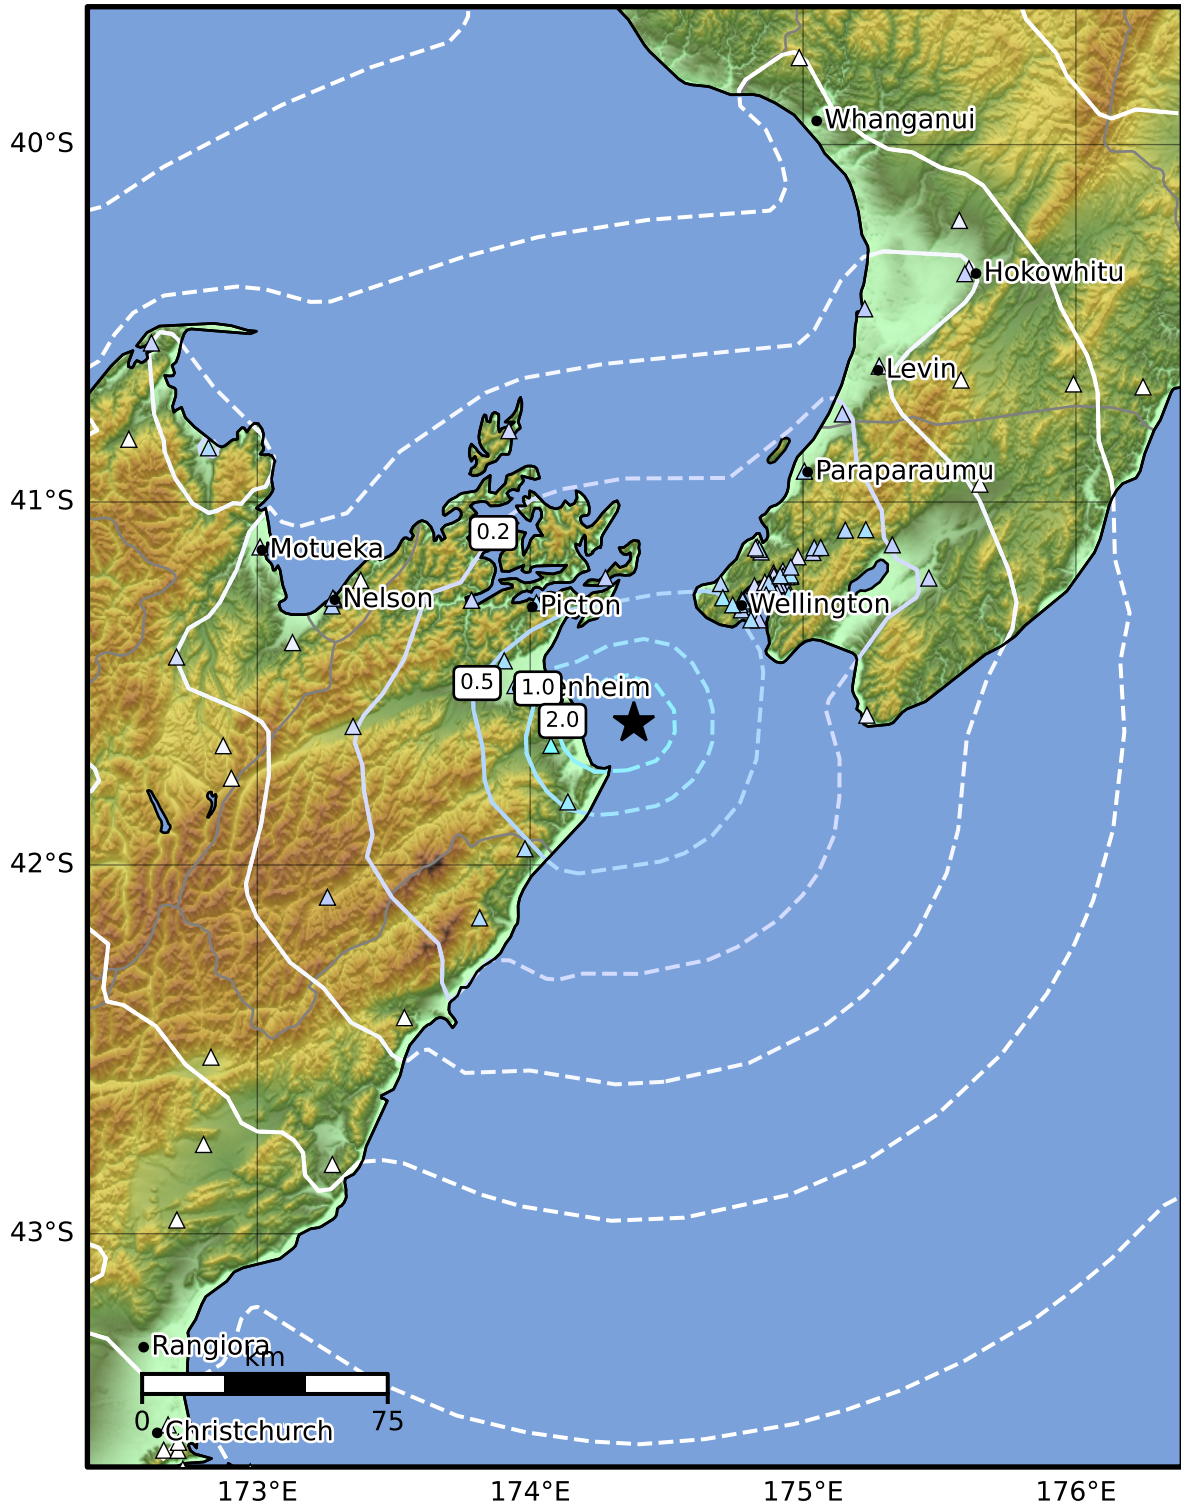 40°S
Whanganui
Hokowhitu
Levin
Paraparaumu
41°S
0.2
Motueka
Nelson
Picton
Wellington
0.5
1.0
enheim
2.0
42°S
43°S
Rangiora
km
0
75
Christchurch
173°E
174°E
175°E
176°E